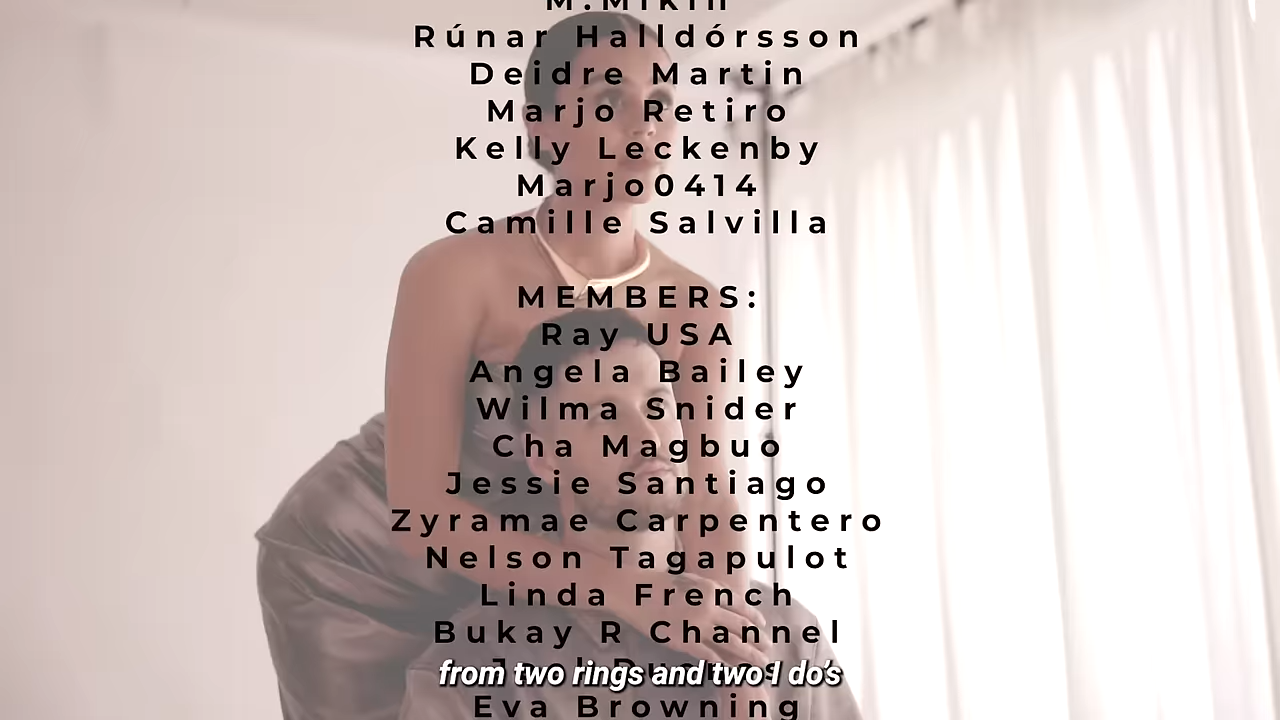 Rúnar Halldórsson
Deidre Martin
Marjo Retiro
Kelly Leckenby
Marjo0414
Camille Salvilla
MEMBERS:
Ray USA
Angela Bailey
Wilma Snider
Cha Magbuo
Jessie Santiago
Zyramae Carpentero
Nelson Tagapulot
Linda French
Bukay R Channel
from two rings and two I do's
Eva Browning